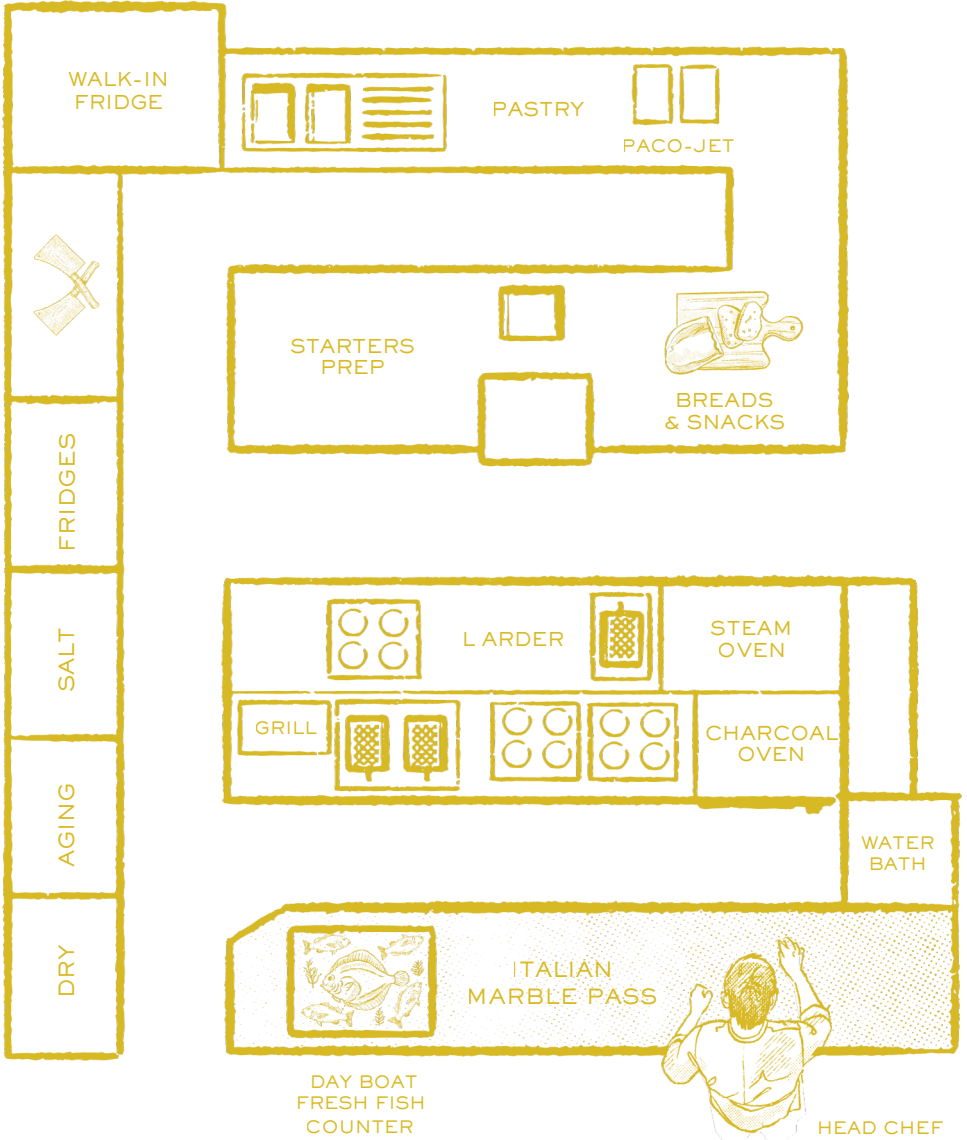 WALK-IN
FRIDGE
PASTRY
PACO-JET
STARTERS
PREP
BREADS
& SNACKS
FRIDGES
SALT
AGING
DRY
LARDER
STEAM
OVEN
GRILL
CHARCOAL
OVEN
WATER
BATH
ITALIAN
MARBLE PASS
DAY BOAT
FRESH FISH
COUNTER
HEAD CHEF